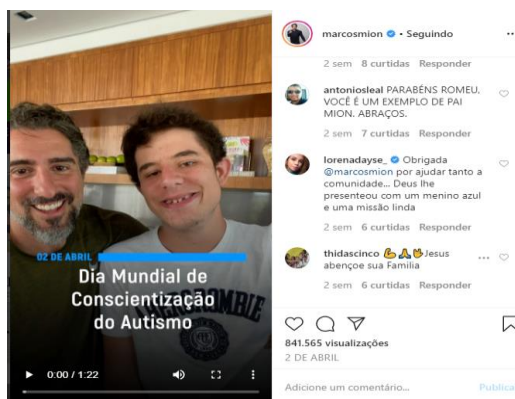 02 DE ABRIL
Dia Mundial de
Conscientização
do Autismo
0:00 / 1:22
marcosmion • Seguindo
2 sem 8 curtidas Responder
antoniosleal PARABÉNS ROMEU.
VOCÊ É UM EXEMPLO DE PAI
MION. ABRAÇOS.
2 sem 7 curtidas Responder
lorenadayse_ Obrigada
@marcosmion por ajudar tanto a
comunidade... Deus lhe
presenteou com um menino azul
e uma missão linda
2 sem 6 curtidas Responder
thidascinco 💪🙏🤟Jesus
abençoe sua Familia
2 sem 6 curtidas Responder
841.565 visualizações
2 DE ABRIL
Adicione um comentário...
Publica